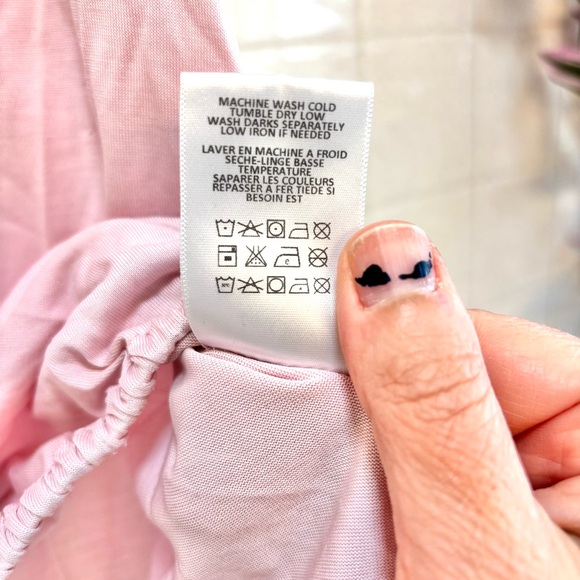 MACHINE WASH COLD
TUMBLE DRY LOW
WASH DARKS SEPARATELY
LOW IRON IF NEEDED
LAVER EN MACHINE A FROID
SECHE-LINGE BASSE
TEMPERATURE
SAPARER LES COULEURS
REPASSER A FER TIEDE SI
BESOIN EST